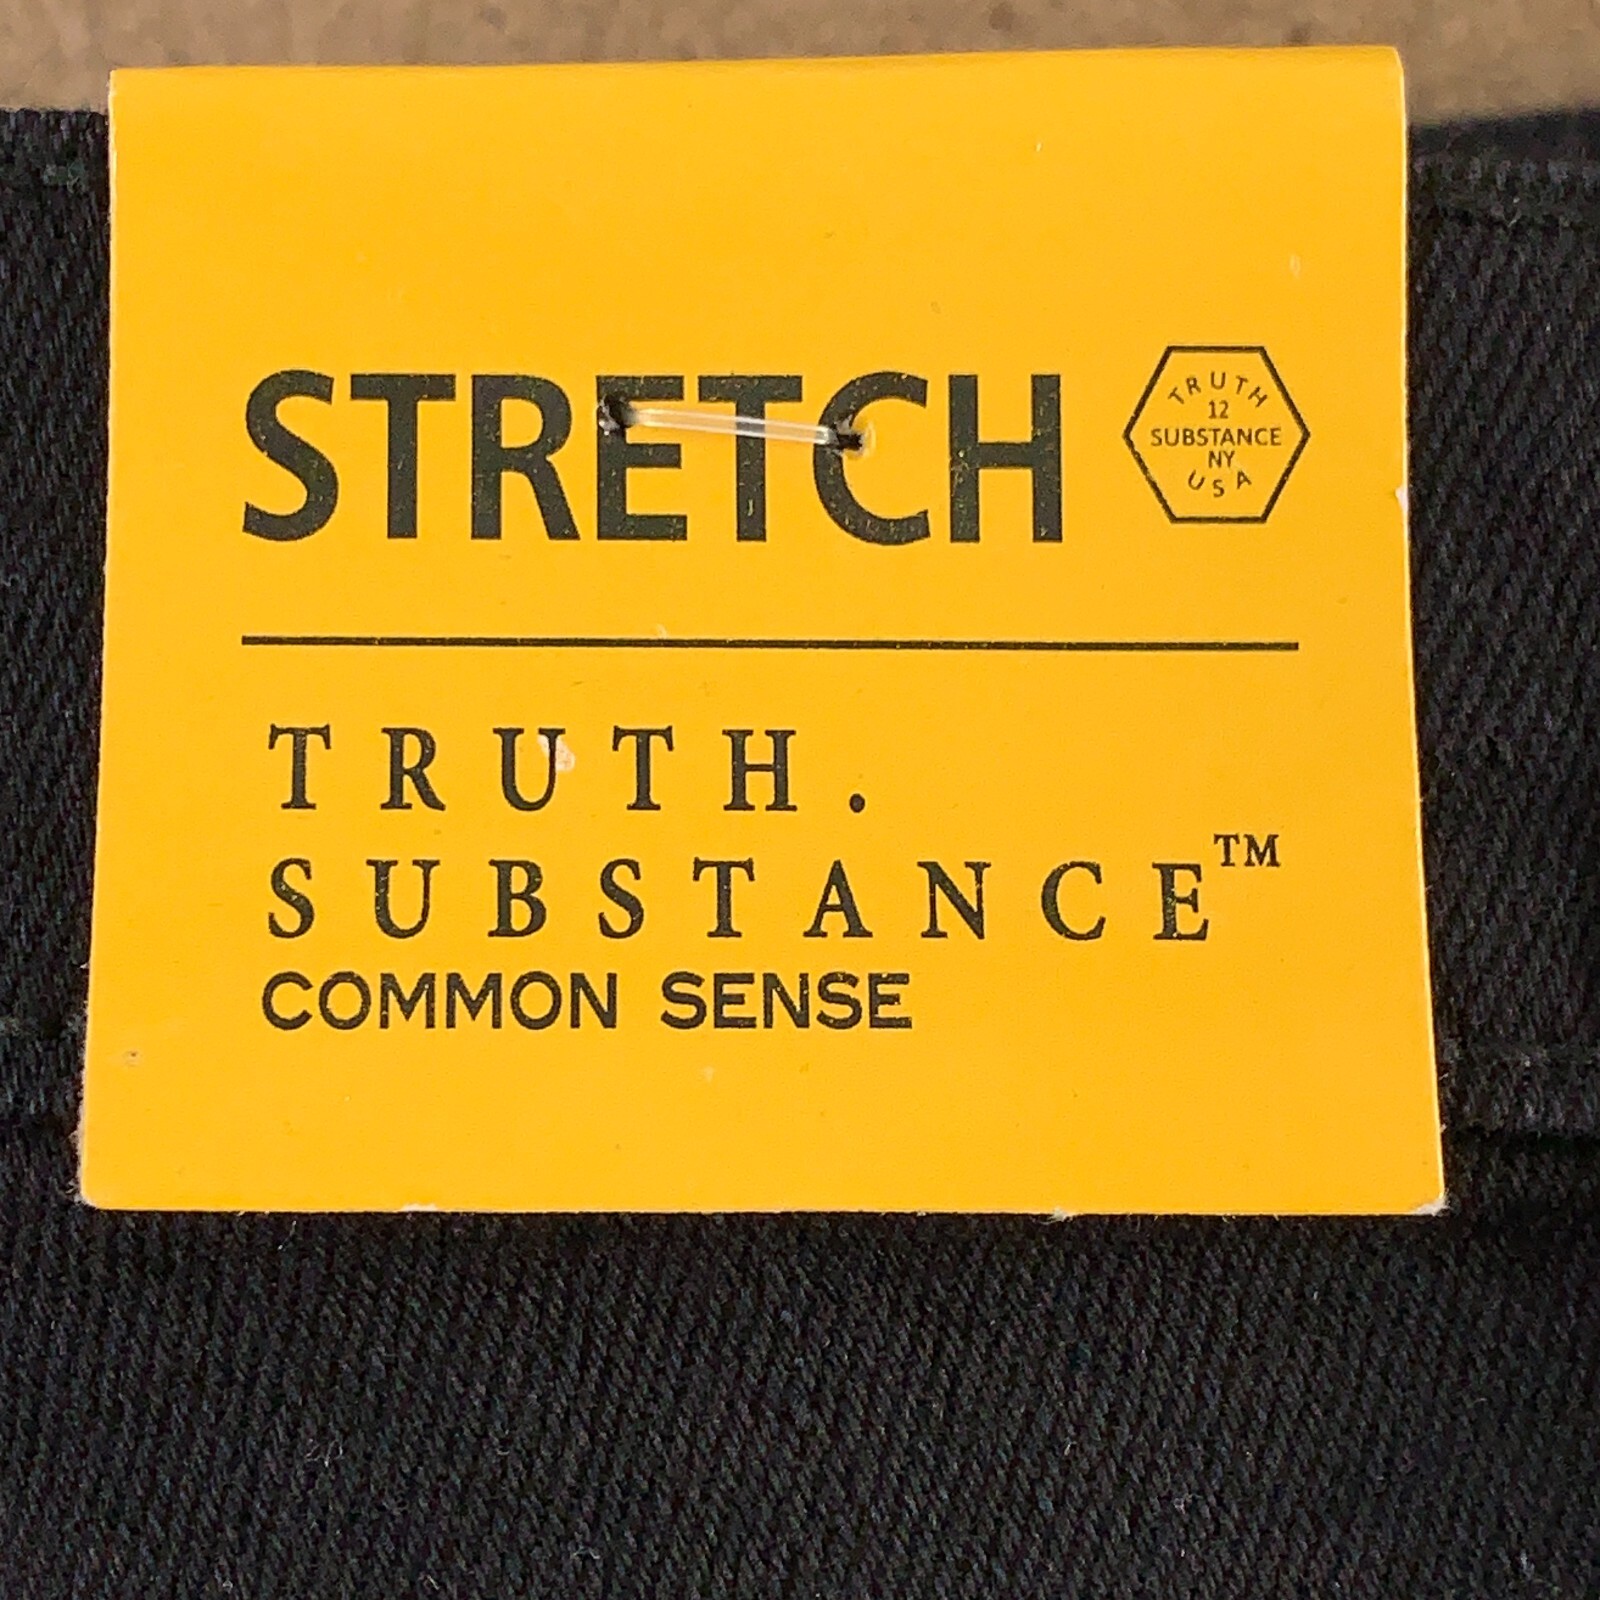 STRETCH
TRUTH
12
SUBSTANCE
NY
USA
TRUTH.
SUBSTANCE™
COMMON SENSE